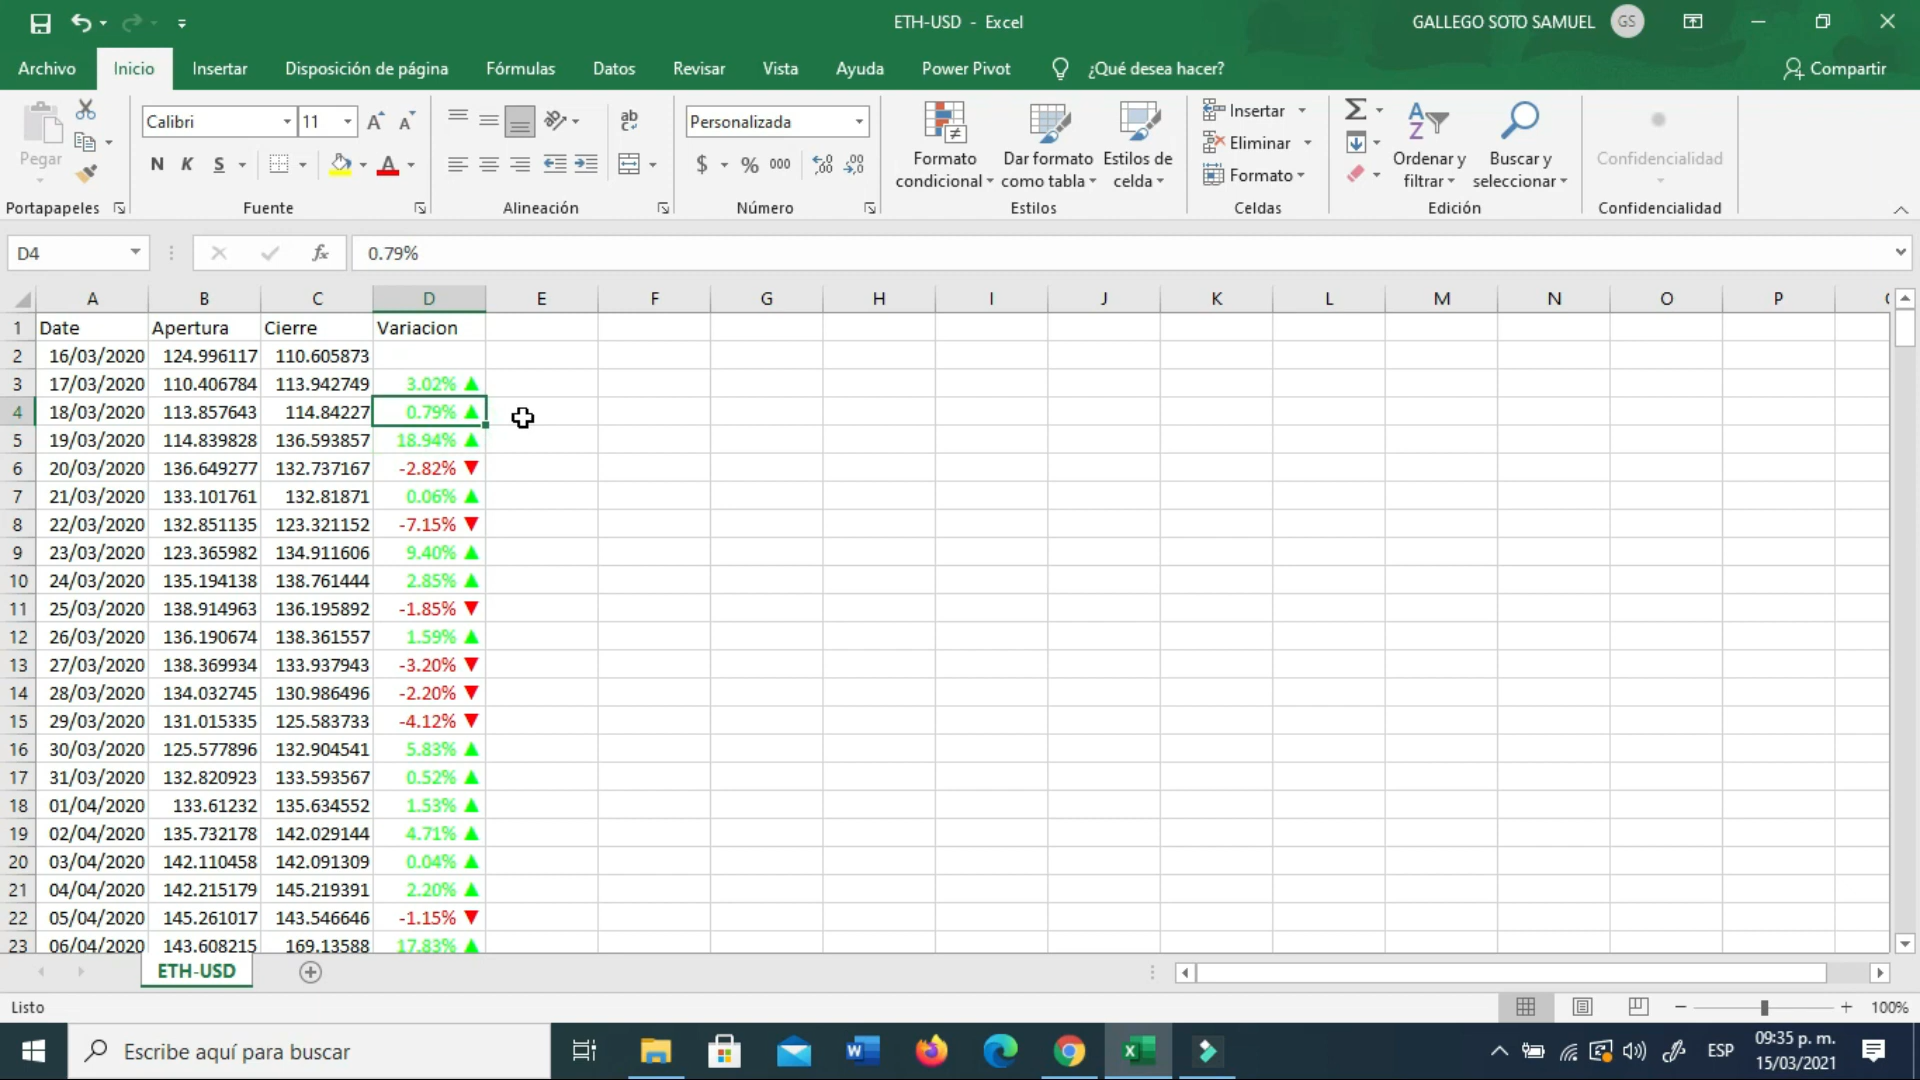 ETH-USD - Excel
GALLEGO SOTO SAMUEL GS
Archivo Inicio Insertar Disposición de página Fórmulas Datos Revisar Vista Ayuda Power Pivot ¿Qué desea hacer? Compartir
Pegar
Calibri 11
N K S
ab
Personalizada
$ % 000
Formato condicional
Dar formato como tabla
Estilos de celda
Insertar
Eliminar
Formato
Ordenar y filtrar
Buscar y seleccionar
Confidencialidad
Portapapeles Fuente Alineación Número Estilos Celdas Edición Confidencialidad
D4 fx 0.79%
A B C D E F G H I J K L M N O P
1 Date Apertura Cierre Variacion
2 16/03/2020 124.996117 110.605873
3 17/03/2020 110.406784 113.942749 3.02% ▲
4 18/03/2020 113.857643 114.84227 0.79% ▲
5 19/03/2020 114.839828 136.593857 18.94% ▲
6 20/03/2020 136.649277 132.737167 -2.82% ▼
7 21/03/2020 133.101761 132.81871 0.06% ▲
8 22/03/2020 132.851135 123.321152 -7.15% ▼
9 23/03/2020 123.365982 134.911606 9.40% ▲
10 24/03/2020 135.194138 138.761444 2.85% ▲
11 25/03/2020 138.914963 136.195892 -1.85% ▼
12 26/03/2020 136.190674 138.361557 1.59% ▲
13 27/03/2020 138.369934 133.937943 -3.20% ▼
14 28/03/2020 134.032745 130.986496 -2.20% ▼
15 29/03/2020 131.015335 125.583733 -4.12% ▼
16 30/03/2020 125.577896 132.904541 5.83% ▲
17 31/03/2020 132.820923 133.593567 0.52% ▲
18 01/04/2020 133.61232 135.634552 1.53% ▲
19 02/04/2020 135.732178 142.029144 4.71% ▲
20 03/04/2020 142.110458 142.091309 0.04% ▲
21 04/04/2020 142.215179 145.219391 2.20% ▲
22 05/04/2020 145.261017 143.546646 -1.15% ▼
23 06/04/2020 143.608215 169.13588 17.83% ▲
ETH-USD
Listo
100%
Escribe aquí para buscar
ESP
09:35 p. m.
15/03/2021